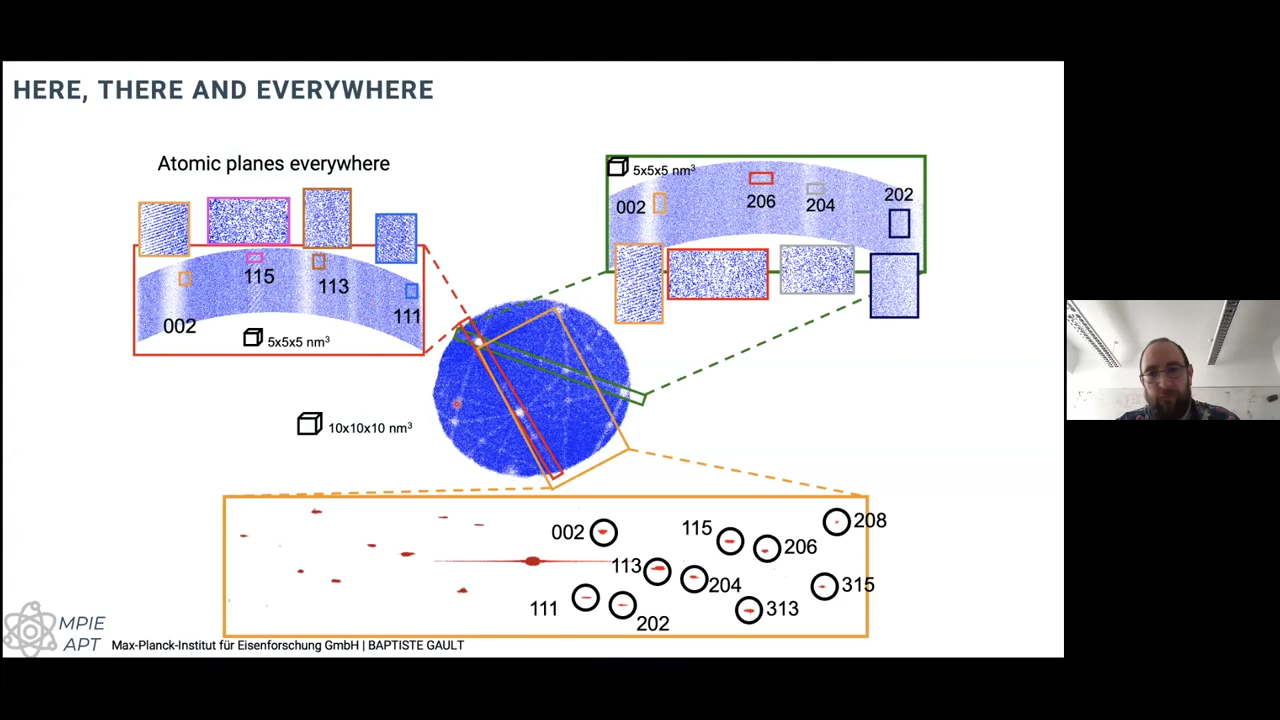 HERE, THERE AND EVERYWHERE
Atomic planes everywhere
002
115
113
111
5x5x5 nm³
5x5x5 nm³
002
206
204
202
10x10x10 nm³
002
115
208
206
113
204
315
111
202
313
MPIE
APT
Max-Planck-Institut für Eisenforschung GmbH | BAPTISTE GAULT